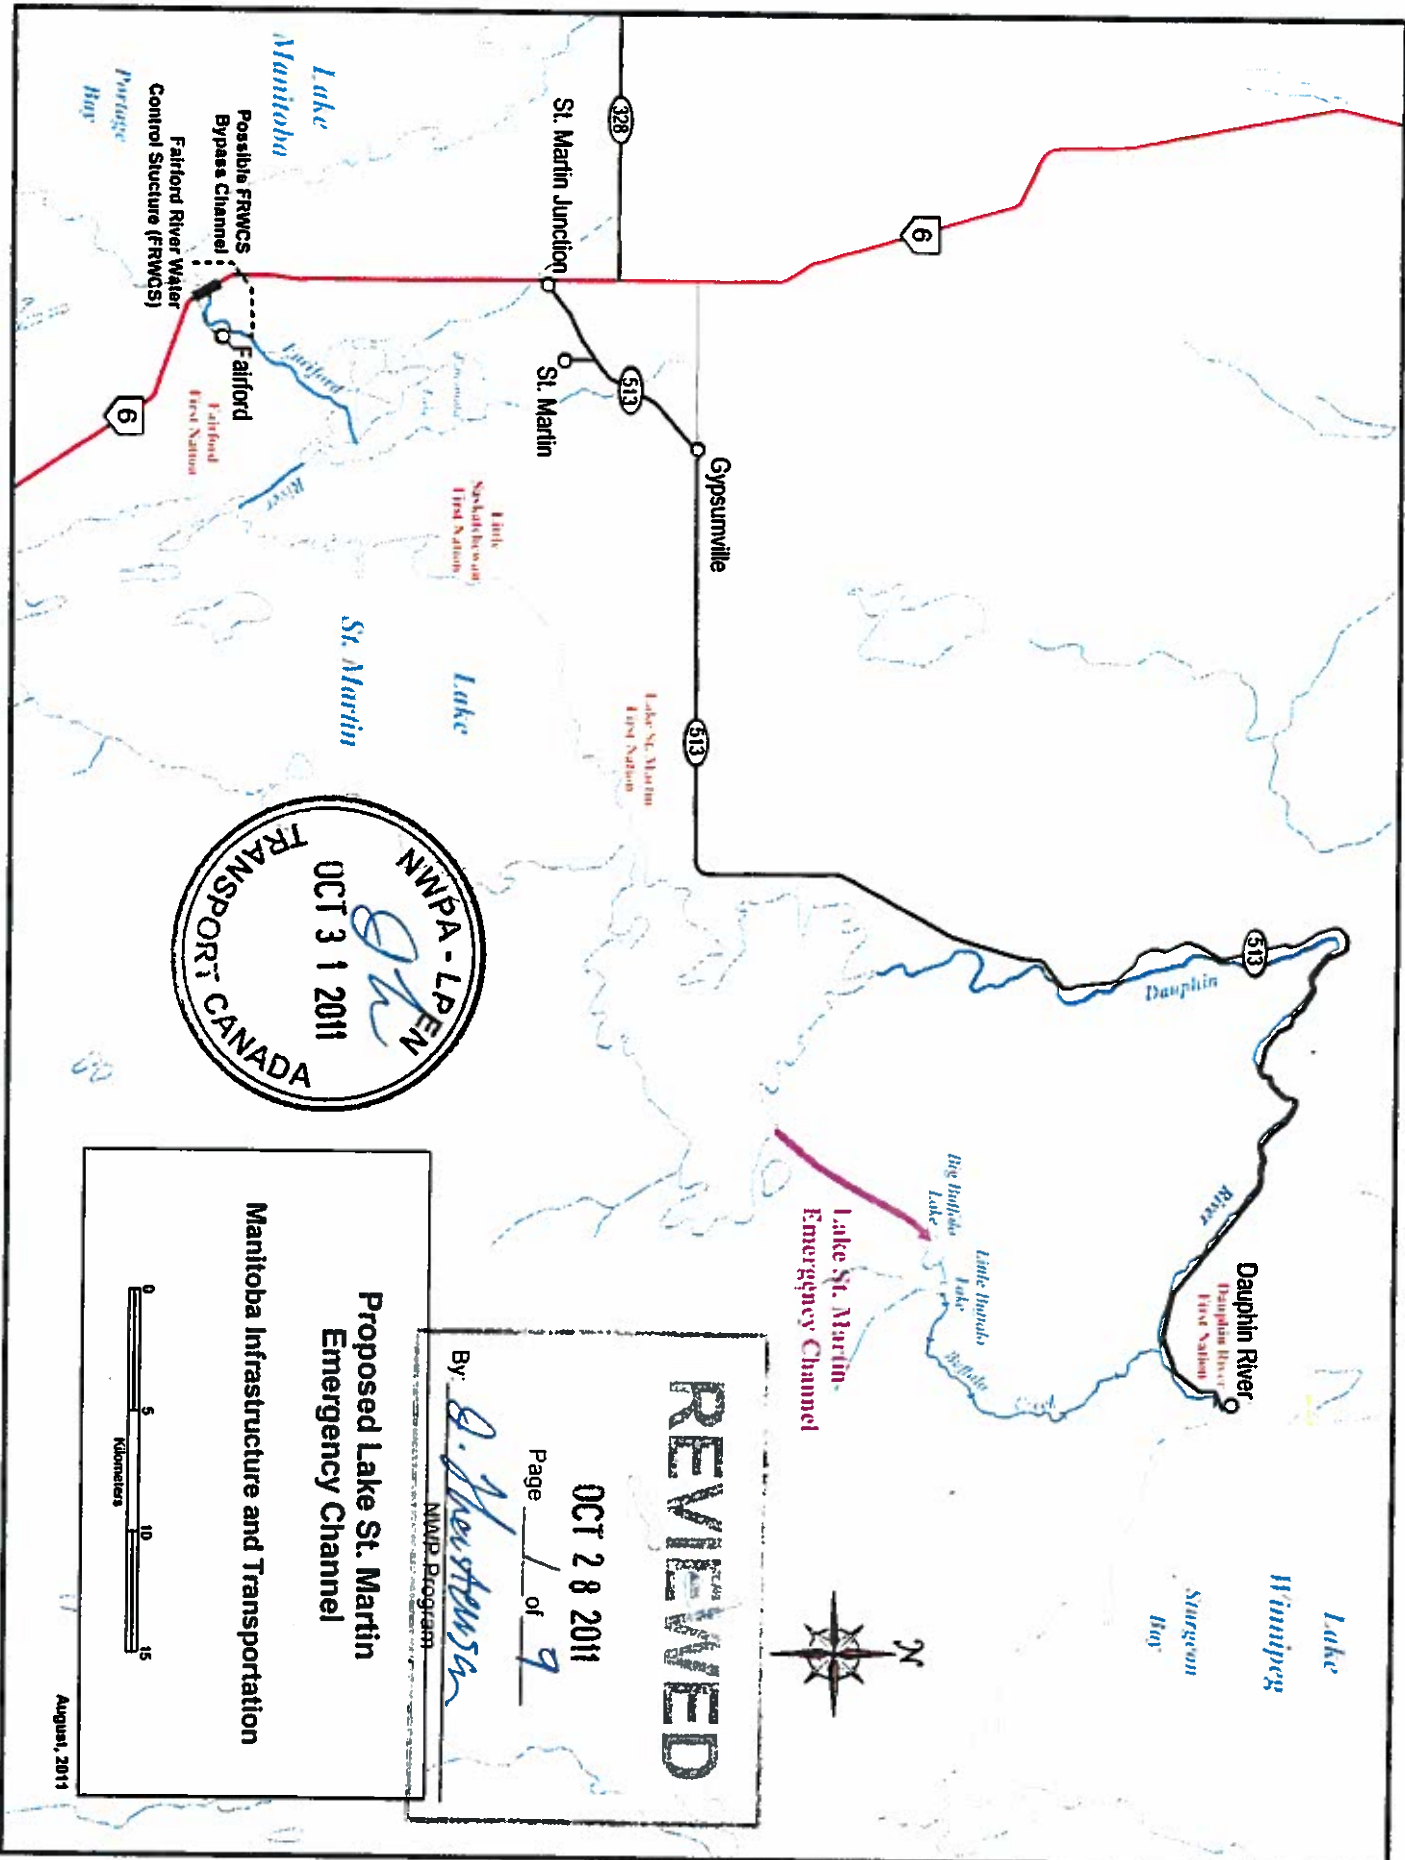 328
6
St. Martin Junction
513
St. Martin
Gypsumville
513
513
Dauphin
River
Dauphin River
Dauphin River
First Nation
Lake
Winnipeg
Sturgeon
Bay
N
Big Buffalo
Lake
Little Buffalo
Lake
Buffalo
Creek
Lake St. Martin
Emergency Channel
Lake St. Martin
First Nation
Little
Saskatchewan
First Nation
Lake
St. Martin
Lake
Manitoba
Portage
Bay
Possible FRWCS
Bypass Channel
Fairford River Water
Control Stucture (FRWCS)
Fairford
Fairford
River
Fairford
First Nation
6
NWPA - LPEN
OCT 31 2011
TRANSPORT CANADA
REVIEWED
OCT 28 2011
Page 1 of 9
By:
NWP Program
Proposed Lake St. Martin
Emergency Channel
Manitoba Infrastructure and Transportation
0 5 10 15
Kilometers
August, 2011